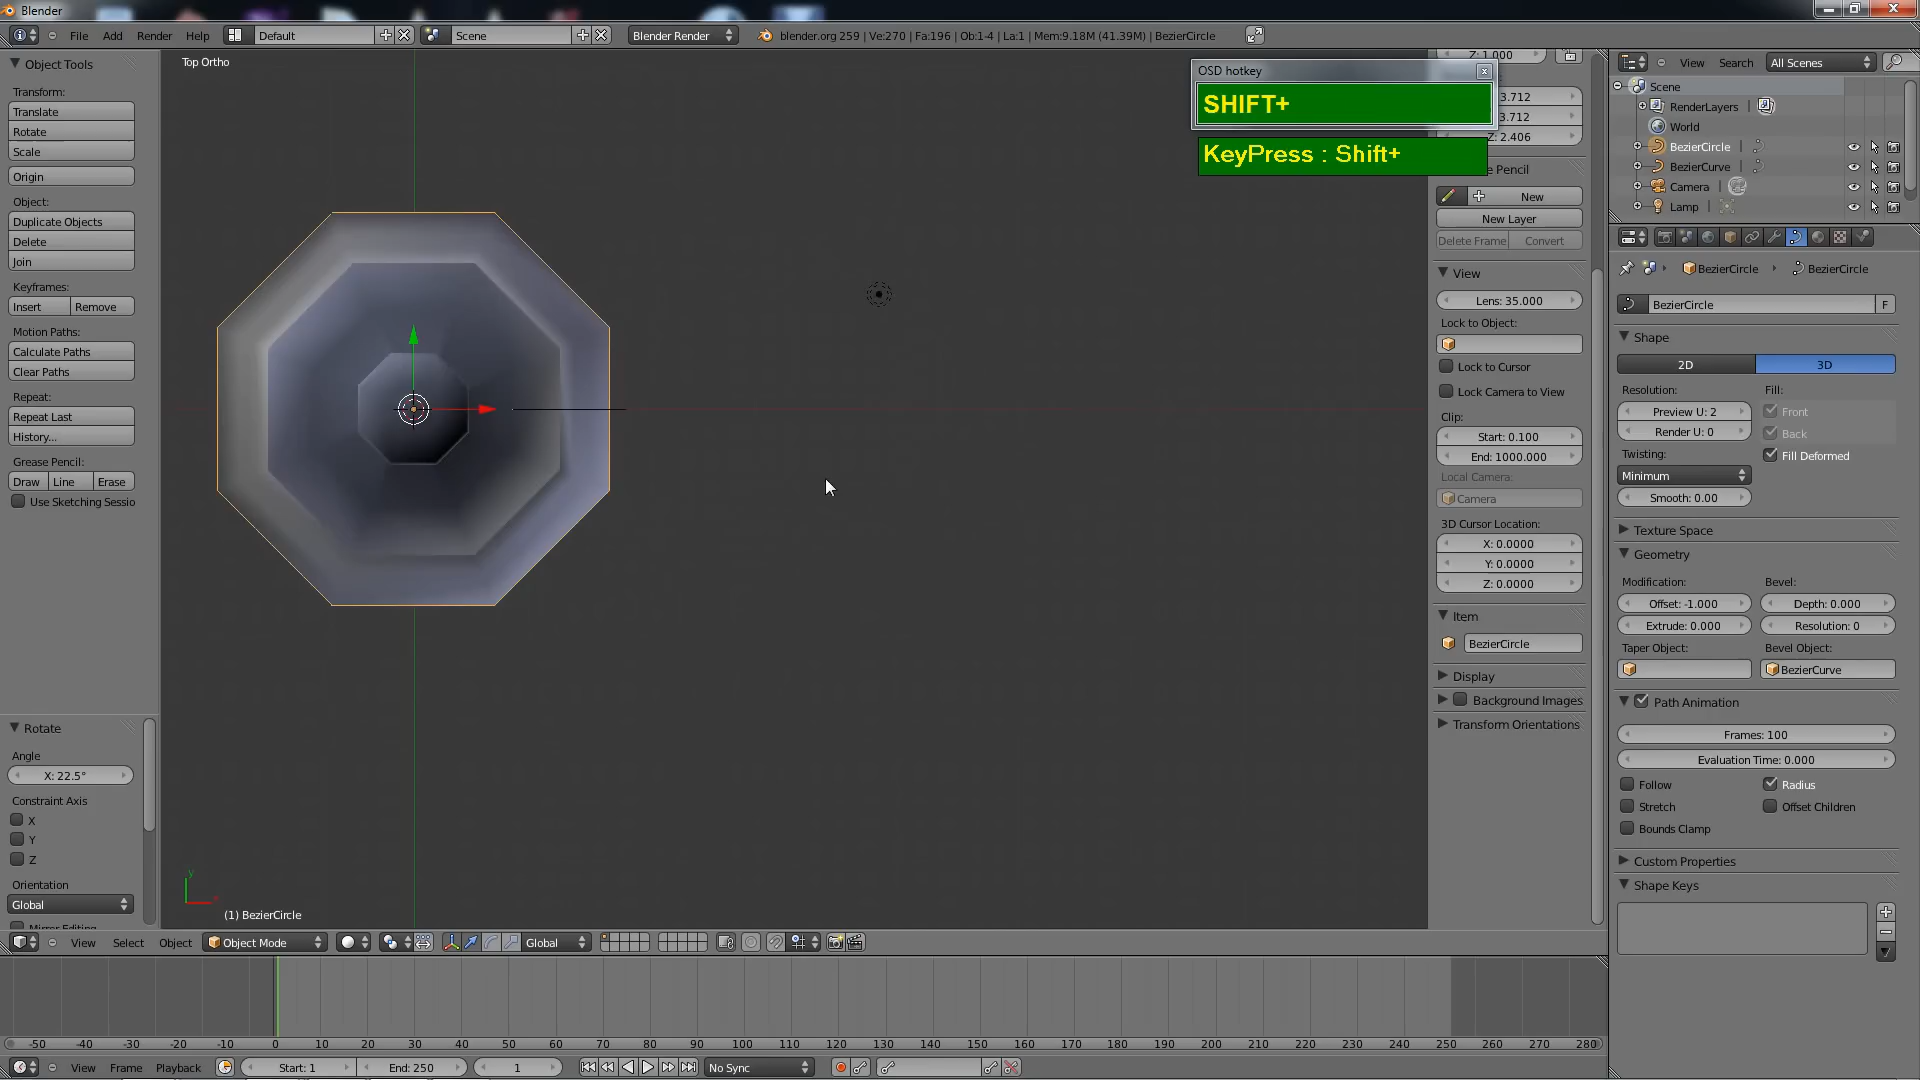 Blender
File Add Render Help Default Scene Blender Render blender.org 259 | Ve:270 | Fa:196 | Ob:1-4 | La:1 | Mem:9.18M (41.39M) | BezierCircle
Object Tools
Transform:
Translate
Rotate
Scale
Origin
Object:
Duplicate Objects
Delete
Join
Keyframes:
Insert Remove
Motion Paths:
Calculate Paths
Clear Paths
Repeat:
Repeat Last
History...
Grease Pencil:
Draw Line Erase
Use Sketching Sessio
Rotate
Angle
X: 22.5°
Constraint Axis
X
Y
Z
Orientation
Global
Top Ortho
y
(1) BezierCircle
OSD hotkey
SHIFT+
KeyPress : Shift+
Z: 1.000
3.712
3.712
Z: 2.406
Pencil
New
New Layer
Delete Frame Convert
View
Lens: 35.000
Lock to Object:
Lock to Cursor
Lock Camera to View
Clip:
Start: 0.100
End: 1000.000
Local Camera:
Camera
3D Cursor Location:
X: 0.0000
Y: 0.0000
Z: 0.0000
Item
BezierCircle
Display
Background Images
Transform Orientations
View Search All Scenes
Scene
RenderLayers
World
BezierCircle
BezierCurve
Camera
Lamp
BezierCircle BezierCircle
BezierCircle F
Shape
2D 3D
Resolution: Fill:
Preview U: 2 Front
Render U: 0 Back
Twisting: Fill Deformed
Minimum
Smooth: 0.00
Texture Space
Geometry
Modification: Bevel:
Offset: -1.000 Depth: 0.000
Extrude: 0.000 Resolution: 0
Taper Object: Bevel Object:
BezierCurve
Path Animation
Frames: 100
Evaluation Time: 0.000
Follow Radius
Stretch Offset Children
Bounds Clamp
Custom Properties
Shape Keys
View Select Object Object Mode Global
-50 -40 -30 -20 -10 0 10 20 30 40 50 60 70 80 90 100 110 120 130 140 150 160 170 180 190 200 210 220 230 240 250 260 270 280
View Frame Playback Start: 1 End: 250 1 No Sync